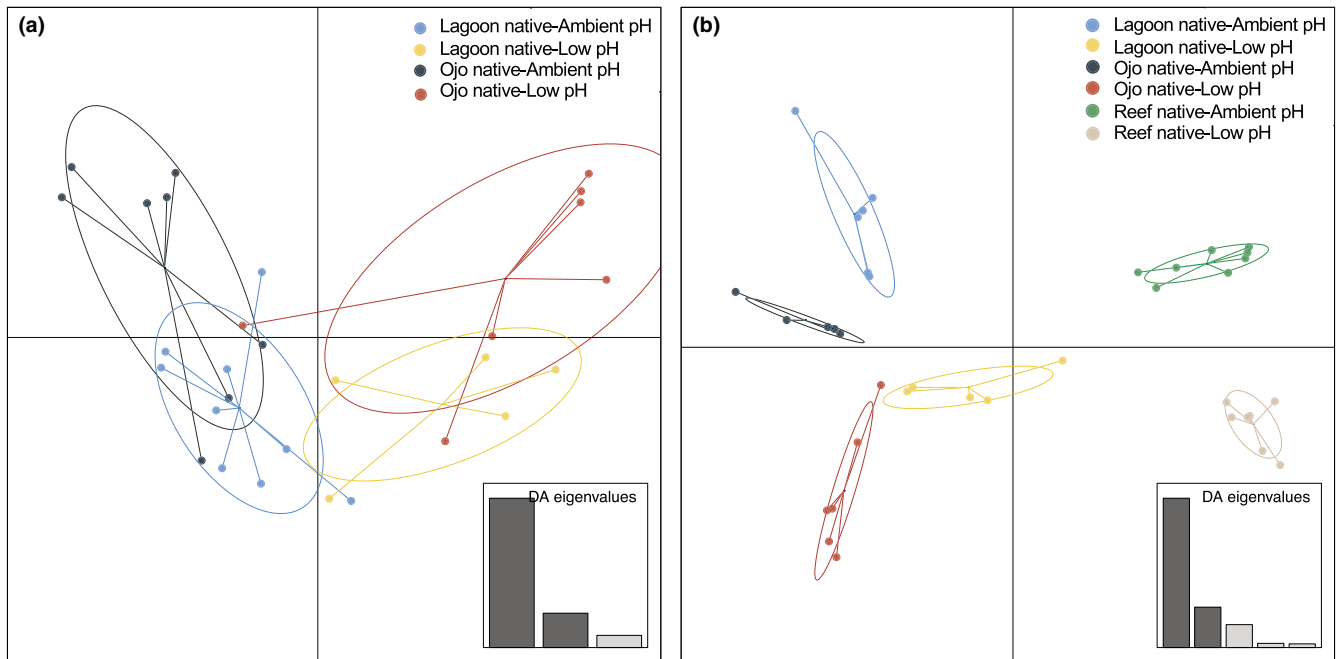 (a)
Lagoon native-Ambient pH
Lagoon native-Low pH
Ojo native-Ambient pH
Ojo native-Low pH
DA eigenvalues
(b)
Lagoon native-Ambient pH
Lagoon native-Low pH
Ojo native-Ambient pH
Ojo native-Low pH
Reef native-Ambient pH
Reef native-Low pH
DA eigenvalues